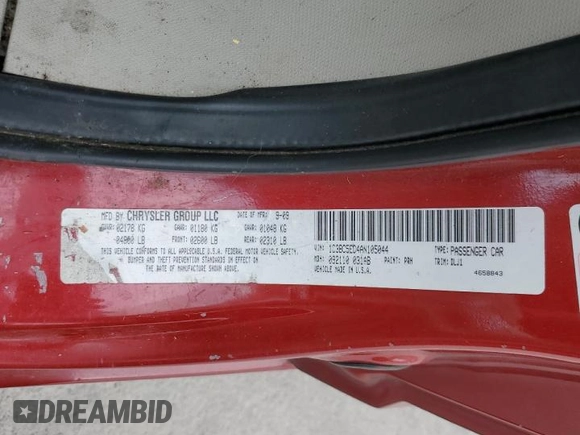 MFD BY CHRYSLER GROUP LLC DATE OF MFR: 9-09
GVWR: 02178 KG GAWR: 01180 KG GAWR: 01048 KG
04800 LB FRONT: 02600 LB REAR: 02310 LB
THIS VEHICLE CONFORMS TO ALL APPLICABLE U.S.A. FEDERAL MOTOR VEHICLE SAFETY,
BUMPER AND THEFT PREVENTION STANDARDS IN EFFECT ON
THE DATE OF MANUFACTURE SHOWN ABOVE.
VIN: 1C3BC5ED4AN105044 TYPE: PASSENGER CAR
MDH: 092110 031AB PAINT: PRH TRIM: DLJ1
VEHICLE MADE IN U.S.A. 4658843
DREAMBID